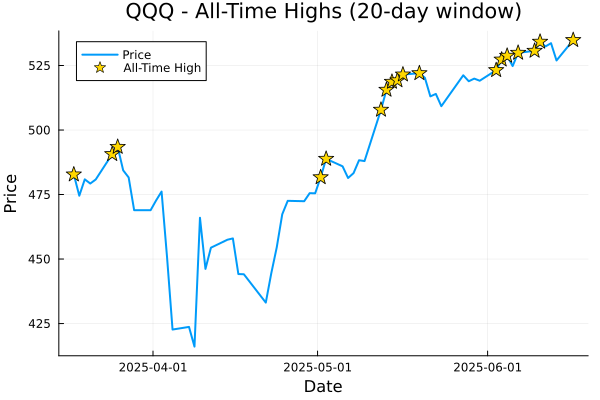 QQQ - All-Time Highs (20-day window)
Price
All-Time High
525
500
475
450
425
Price
2025-04-01
2025-05-01
2025-06-01
Date